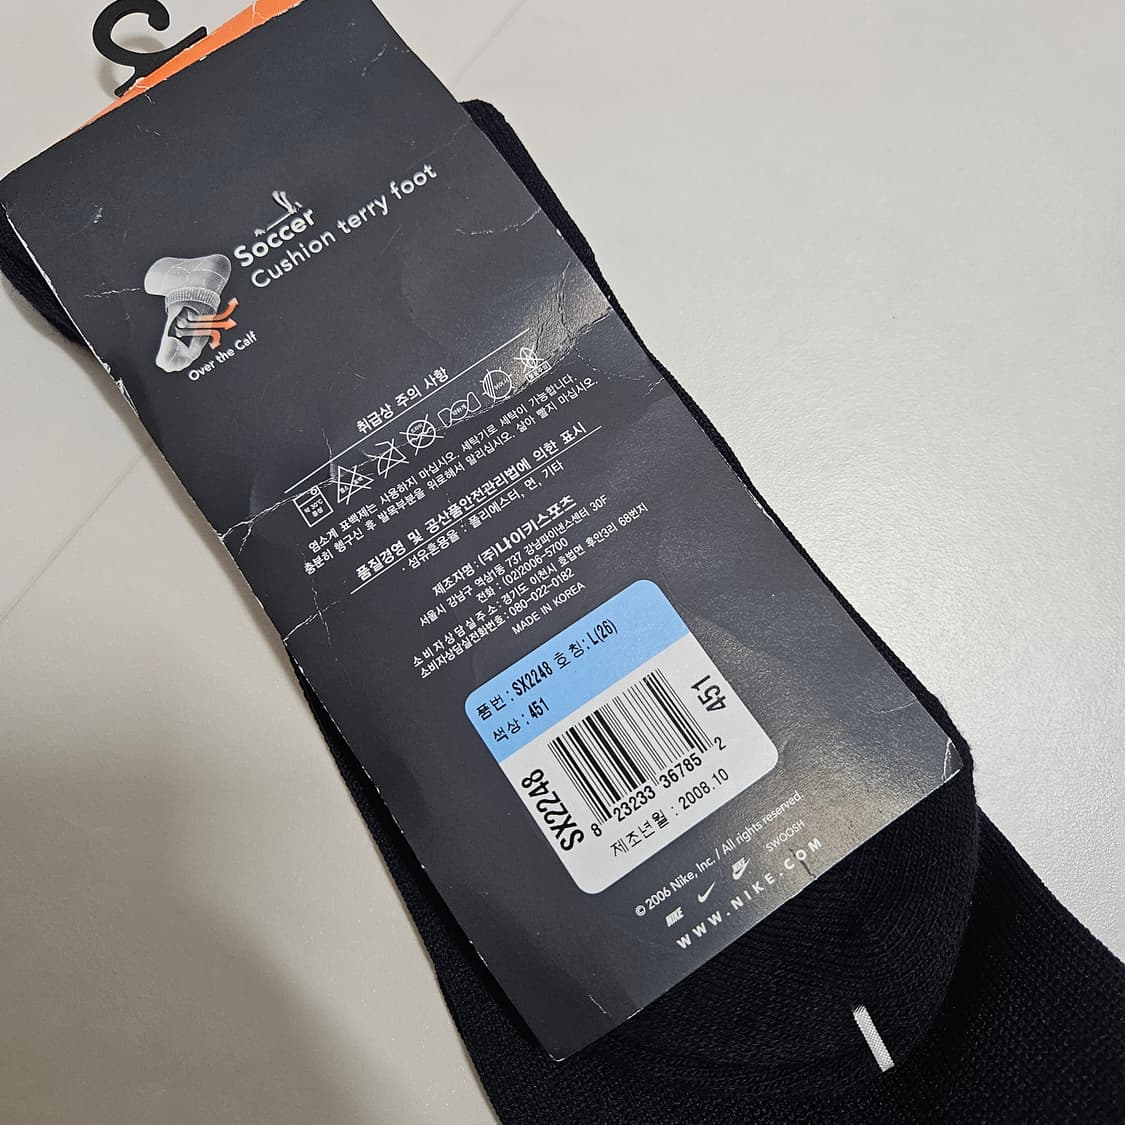 Soccer
Cushion terry foot
Over the Calf
취급상 주의 사항
염소계 표백제는 사용하지 마십시오. 세탁기로 세탁이 가능합니다.
충분히 헹구신 후 발목부분을 위로해서 말리십시오. 삶아 빨지 마십시오.
품질경영 및 공산품안전관리법에 의한 표시
· 섬유혼용율 : 폴리에스터, 면, 기타
제조자명 : (주)나이키스포츠
서울시 강남구 역삼1동 737 강남파이낸스센터 30F
전화 : (02)2006-5700
소비자상담실주소 : 경기도 이천시 호법면 후안3리 68번지
소비자상담실전화번호 : 080-022-0182
MADE IN KOREA
품번 : SX2248 호칭 : L(26)
색상 : 451
SX2248
451
8 23233 36785 2
제조년월 : 2008.10
© 2006 Nike, Inc. / All rights reserved.
NIKE NIKE SWOOSH
WWW.NIKE.COM